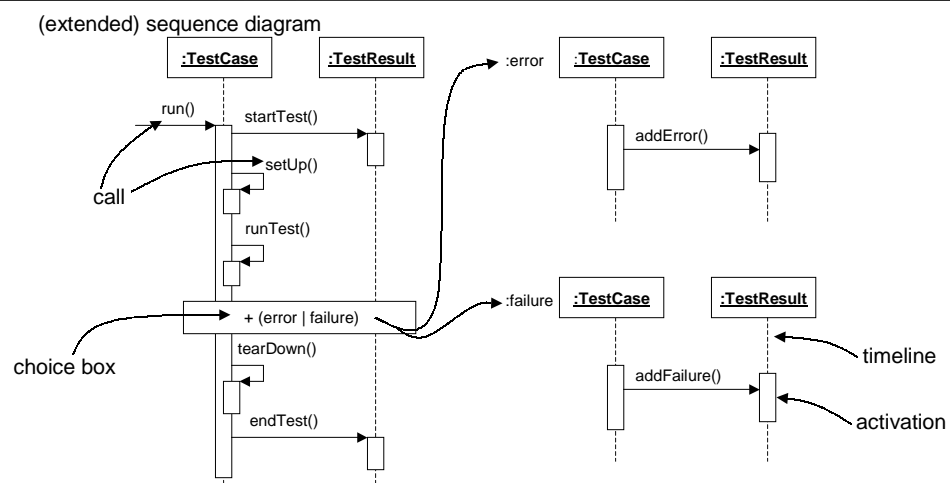 (extended) sequence diagram
:TestCase
:TestResult
run()
startTest()
setUp()
call
runTest()
+ (error | failure)
choice box
tearDown()
endTest()
:error
:TestCase
:TestResult
addError()
:failure
:TestCase
:TestResult
timeline
addFailure()
activation